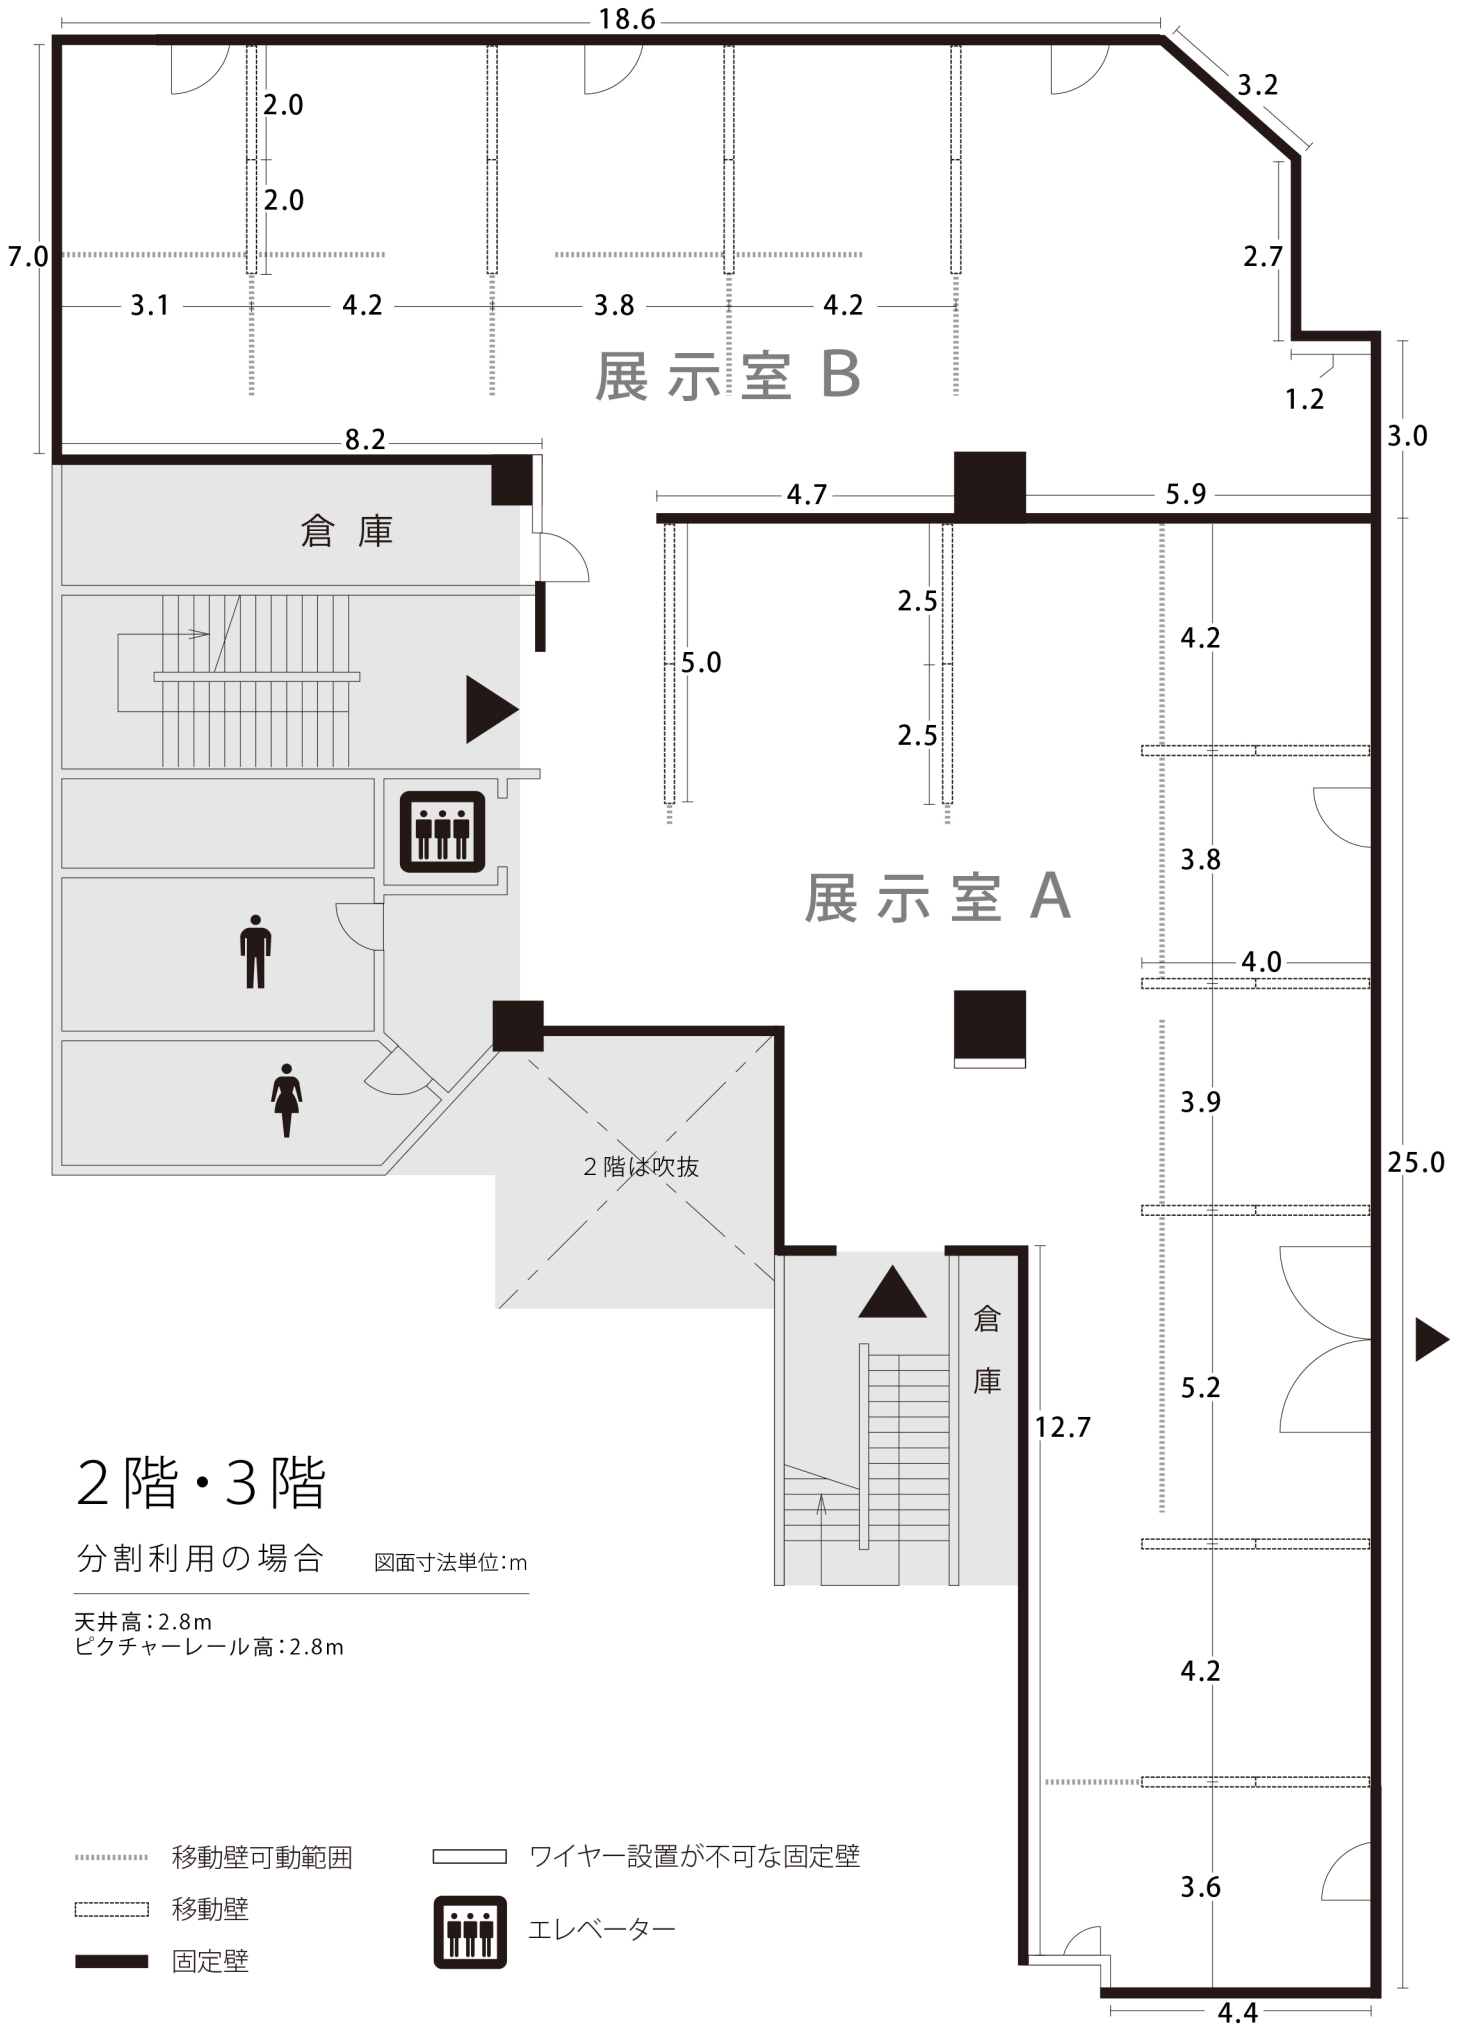 18.6
3.2
2.0
2.0
7.0
2.7
3.1
4.2
3.8
4.2
展示室 B
1.2
3.0
8.2
4.7
5.9
倉庫
2.5
4.2
5.0
2.5
3.8
展示室 A
4.0
3.9
２階は吹抜
25.0
倉庫
5.2
12.7
２階・３階
分割利用の場合
図面寸法単位:m
天井高：2.8m
ピクチャーレール高：2.8m
4.2
3.6
4.4
移動壁可動範囲
移動壁
固定壁
ワイヤー設置が不可な固定壁
エレベーター